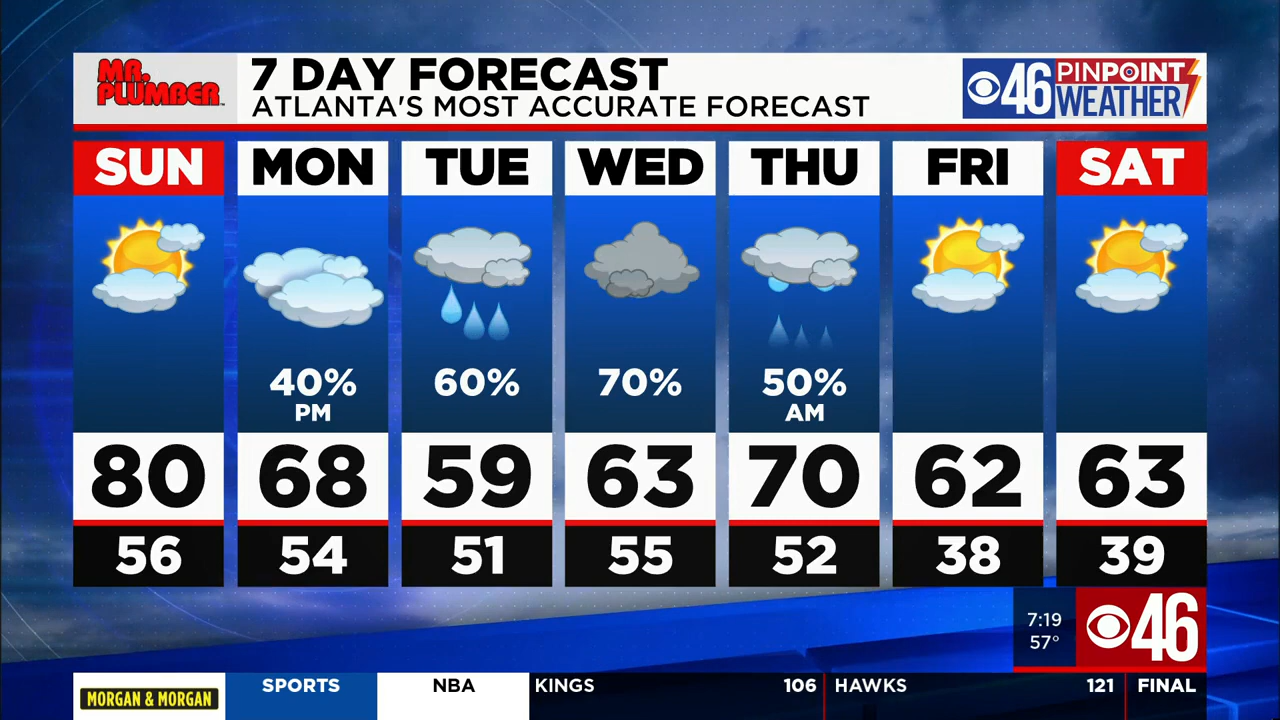 MR. PLUMBER
7 DAY FORECAST
ATLANTA'S MOST ACCURATE FORECAST
46 PINPOINT WEATHER
SUN MON TUE WED THU FRI SAT
40% 60% 70% 50%
PM AM
80 68 59 63 70 62 63
56 54 51 55 52 38 39
7:19
57°
46
MORGAN & MORGAN SPORTS NBA KINGS 106 HAWKS 121 FINAL